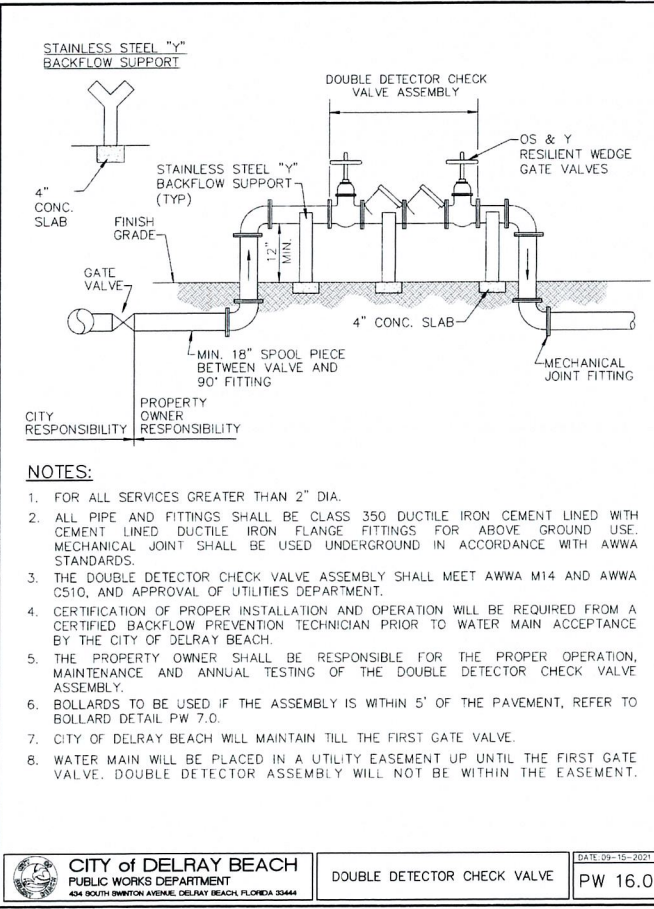 STAINLESS STEEL "Y"
BACKFLOW SUPPORT
4"
CONC.
SLAB
DOUBLE DETECTOR CHECK
VALVE ASSEMBLY
OS & Y
RESILIENT WEDGE
GATE VALVES
STAINLESS STEEL "Y"
BACKFLOW SUPPORT
(TYP)
FINISH
GRADE
12"
MIN.
GATE
VALVE
4" CONC. SLAB
MIN. 18" SPOOL PIECE
BETWEEN VALVE AND
90° FITTING
MECHANICAL
JOINT FITTING
CITY
RESPONSIBILITY
PROPERTY
OWNER
RESPONSIBILITY
NOTES:
1. FOR ALL SERVICES GREATER THAN 2" DIA.
2. ALL PIPE AND FITTINGS SHALL BE CLASS 350 DUCTILE IRON CEMENT LINED WITH
CEMENT LINED DUCTILE IRON FLANGE FITTINGS FOR ABOVE GROUND USE.
MECHANICAL JOINT SHALL BE USED UNDERGROUND IN ACCORDANCE WITH AWWA
STANDARDS.
3. THE DOUBLE DETECTOR CHECK VALVE ASSEMBLY SHALL MEET AWWA M14 AND AWWA
C510, AND APPROVAL OF UTILITIES DEPARTMENT.
4. CERTIFICATION OF PROPER INSTALLATION AND OPERATION WILL BE REQUIRED FROM A
CERTIFIED BACKFLOW PREVENTION TECHNICIAN PRIOR TO WATER MAIN ACCEPTANCE
BY THE CITY OF DELRAY BEACH.
5. THE PROPERTY OWNER SHALL BE RESPONSIBLE FOR THE PROPER OPERATION,
MAINTENANCE AND ANNUAL TESTING OF THE DOUBLE DETECTOR CHECK VALVE
ASSEMBLY.
6. BOLLARDS TO BE USED IF THE ASSEMBLY IS WITHIN 5' OF THE PAVEMENT, REFER TO
BOLLARD DETAIL PW 7.0.
7. CITY OF DELRAY BEACH WILL MAINTAIN TILL THE FIRST GATE VALVE.
8. WATER MAIN WILL BE PLACED IN A UTILITY EASEMENT UP UNTIL THE FIRST GATE
VALVE. DOUBLE DETECTOR ASSEMBLY WILL NOT BE WITHIN THE EASEMENT.
CITY of DELRAY BEACH
PUBLIC WORKS DEPARTMENT
434 SOUTH SWINTON AVENUE, DELRAY BEACH, FLORIDA 33444
DOUBLE DETECTOR CHECK VALVE
DATE:09-15-2021
PW 16.0